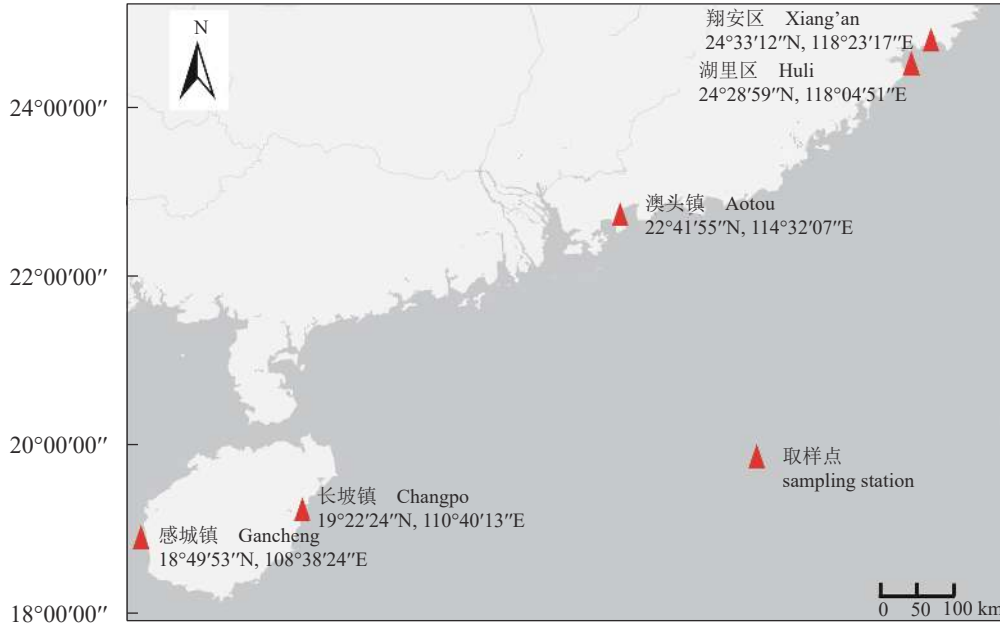 N
翔安区 Xiang’an
24°33′12″N, 118°23′17″E
湖里区 Huli
24°28′59″N, 118°04′51″E
24°00′00″
澳头镇 Aotou
22°41′55″N, 114°32′07″E
22°00′00″
20°00′00″
取样点
sampling station
长坡镇 Changpo
19°22′24″N, 110°40′13″E
感城镇 Gancheng
18°49′53″N, 108°38′24″E
18°00′00″
0 50 100 km